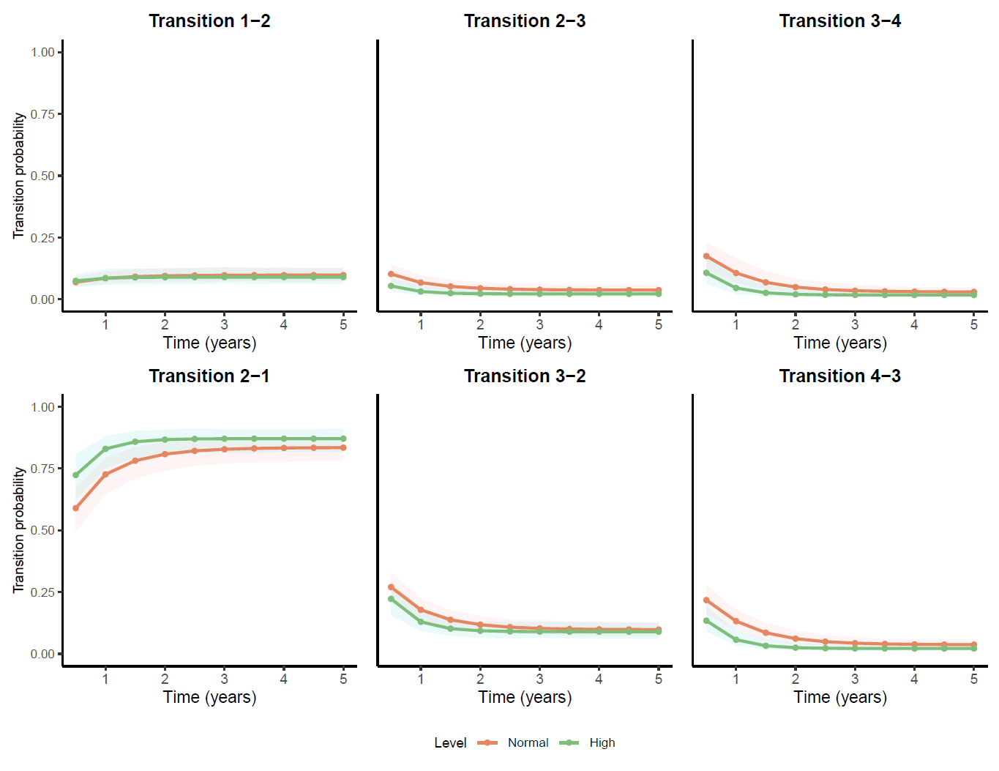 Transition 1−2
Transition 2−3
Transition 3−4
Transition probability
1.00
0.75
0.50
0.25
0.00
1 2 3 4 5
1 2 3 4 5
1 2 3 4 5
Time (years)
Time (years)
Time (years)
Transition 2−1
Transition 3−2
Transition 4−3
Transition probability
1.00
0.75
0.50
0.25
0.00
1 2 3 4 5
1 2 3 4 5
1 2 3 4 5
Time (years)
Time (years)
Time (years)
Level Normal High